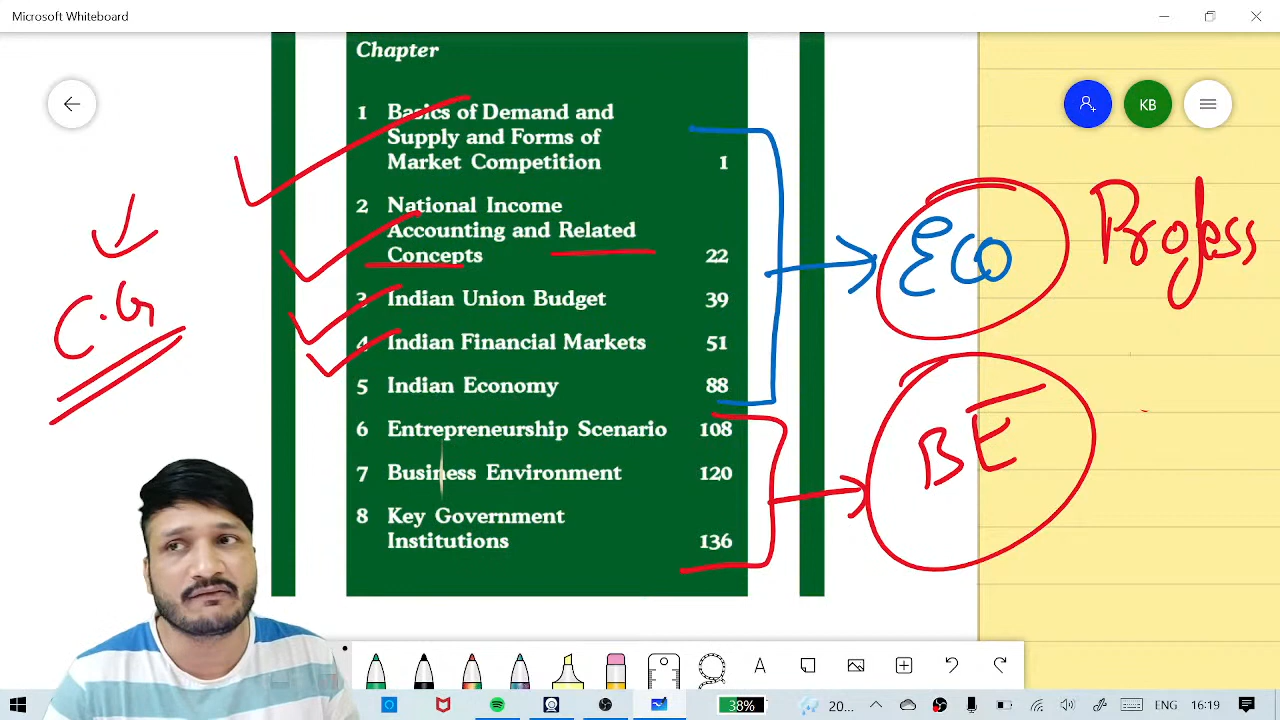 Microsoft Whiteboard
Chapter
1 Basics of Demand and
Supply and Forms of
Market Competition 1
2 National Income
Accounting and Related
Concepts 22
3 Indian Union Budget 39
4 Indian Financial Markets 51
5 Indian Economy 88
6 Entrepreneurship Scenario 108
7 Business Environment 120
8 Key Government
Institutions 136
C.G
ECO
Profess
BE
KB
A
38%
20...
ENG
16:19